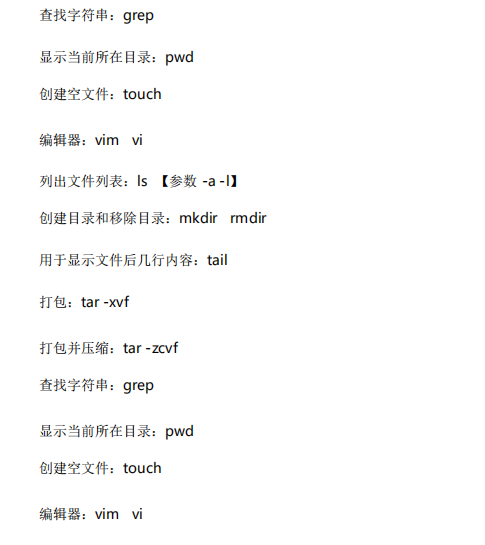 查找字符串：grep
显示当前所在目录：pwd
创建空文件：touch
编辑器：vim vi
列出文件列表：ls 【参数 -a -l】
创建目录和移除目录：mkdir rmdir
用于显示文件后几行内容：tail
打包：tar -xvf
打包并压缩：tar -zcvf
查找字符串：grep
显示当前所在目录：pwd
创建空文件：touch
编辑器：vim vi